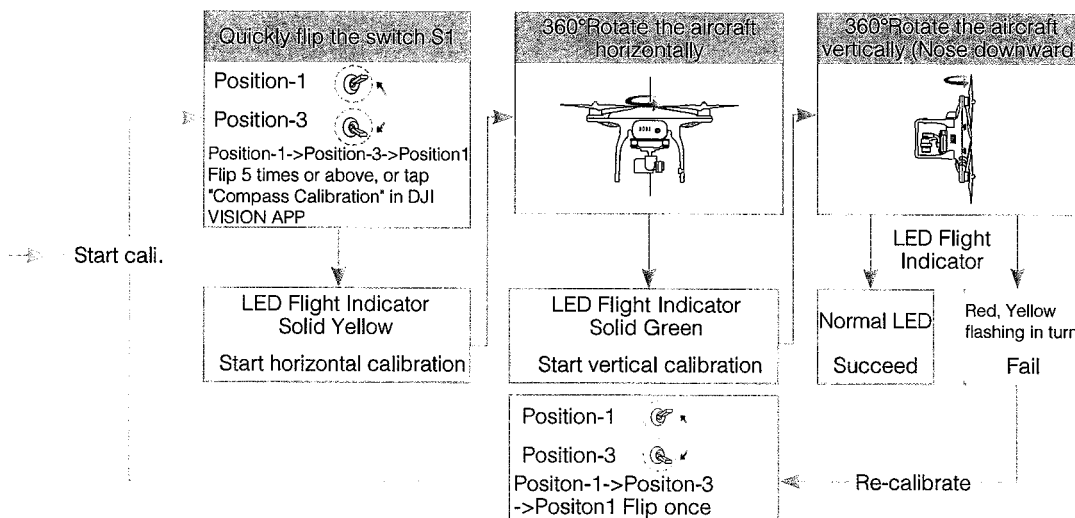 Quickly flip the switch S1
Position-1
Position-3
Position-1->Position-3->Position1
Flip 5 times or above, or tap
"Compass Calibration" in DJI
VISION APP
360°Rotate the aircraft
horizontally
360°Rotate the aircraft
vertically (Nose downward
Start cali.
LED Flight Indicator
Solid Yellow
Start horizontal calibration
LED Flight Indicator
Solid Green
Start vertical calibration
LED Flight
Indicator
Normal LED
Succeed
Red, Yellow
flashing in turn
Fail
Position-1
Position-3
Positon-1->Positon-3
->Positon1 Flip once
Re-calibrate